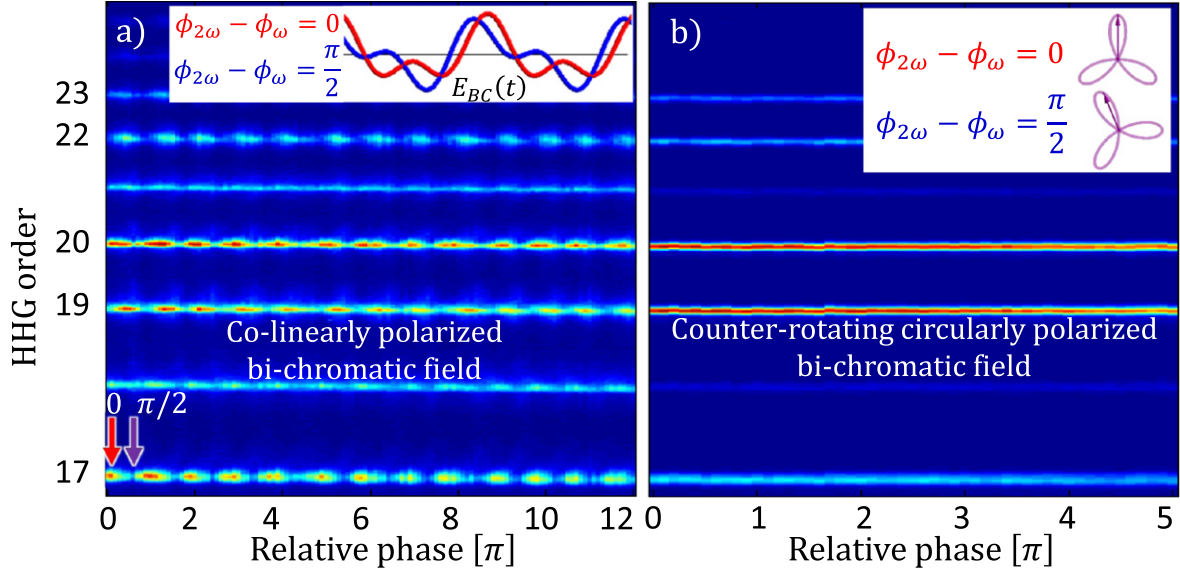 a)
ϕ2ω − ϕω = 0
ϕ2ω − ϕω = π/2
EBC(t)
HHG order
23
22
20
19
17
Co-linearly polarized
bi-chromatic field
0 π/2
0 2 4 6 8 10 12
Relative phase [π]
b)
ϕ2ω − ϕω = 0
ϕ2ω − ϕω = π/2
Counter-rotating circularly polarized
bi-chromatic field
0 1 2 3 4 5
Relative phase [π]